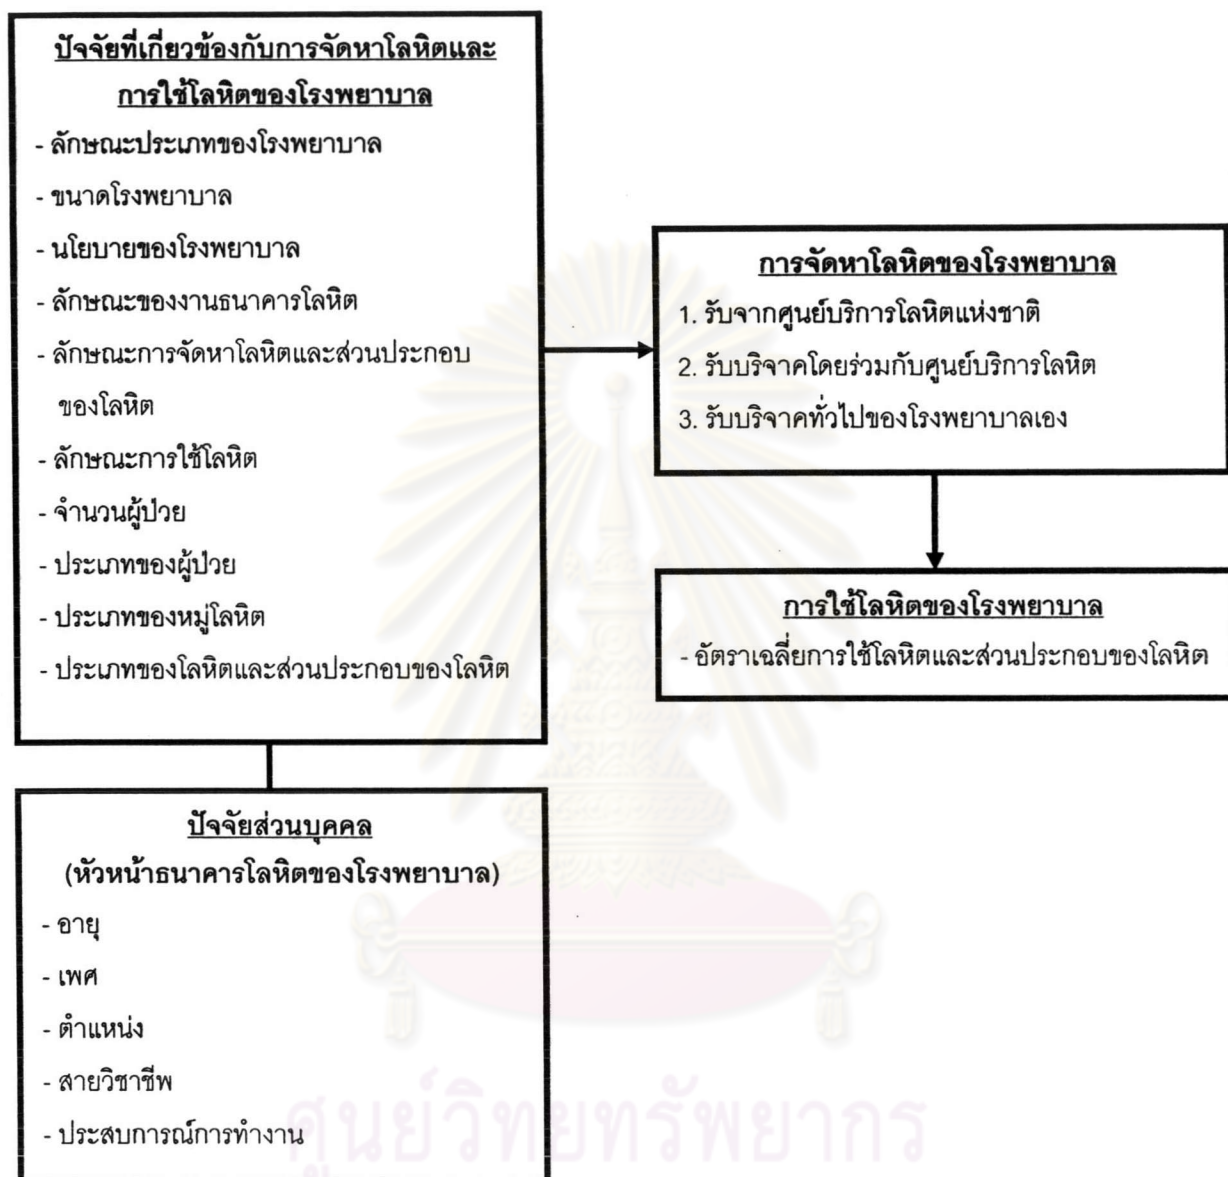 ปัจจัยที่เกี่ยวข้องกับการจัดหาโลหิตและ
การใช้โลหิตของโรงพยาบาล
- ลักษณะประเภทของโรงพยาบาล
- ขนาดโรงพยาบาล
- นโยบายของโรงพยาบาล
- ลักษณะของงานธนาคารโลหิต
- ลักษณะการจัดหาโลหิตและส่วนประกอบ
ของโลหิต
- ลักษณะการใช้โลหิต
- จำนวนผู้ป่วย
- ประเภทของผู้ป่วย
- ประเภทของหมู่โลหิต
- ประเภทของโลหิตและส่วนประกอบของโลหิต
การจัดหาโลหิตของโรงพยาบาล
1. รับจากศูนย์บริการโลหิตแห่งชาติ
2. รับบริจาคโดยร่วมกับศูนย์บริการโลหิต
3. รับบริจาคทั่วไปของโรงพยาบาลเอง
การใช้โลหิตของโรงพยาบาล
- อัตราเฉลี่ยการใช้โลหิตและส่วนประกอบของโลหิต
ปัจจัยส่วนบุคคล
(หัวหน้าธนาคารโลหิตของโรงพยาบาล)
- อายุ
- เพศ
- ตำแหน่ง
- สายวิชาชีพ
- ประสบการณ์การทำงาน
ศูนย์วิทยทรัพยากร